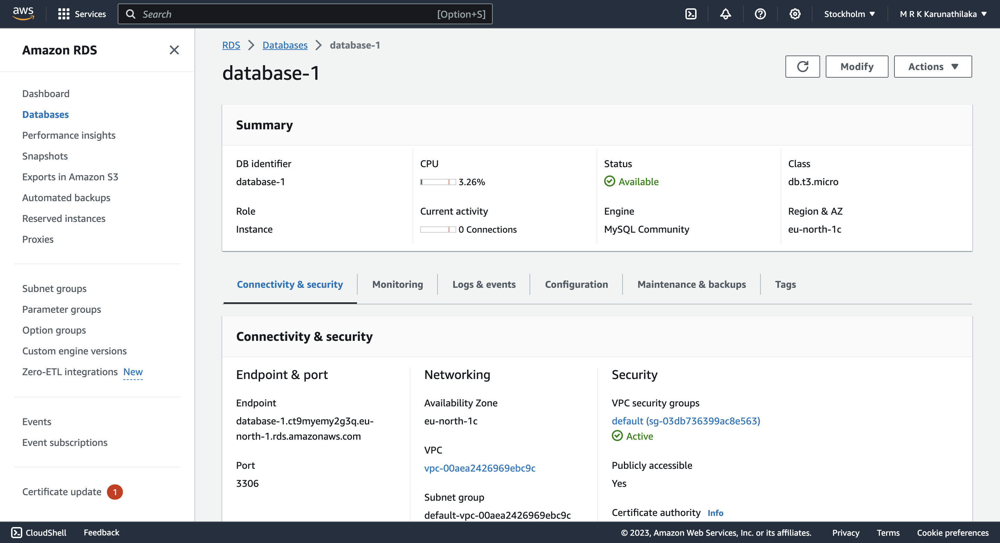 aws
Services
Search
[Option+S]
Stockholm
M R K Karunathilaka
Amazon RDS
Dashboard
Databases
Performance insights
Snapshots
Exports in Amazon S3
Automated backups
Reserved instances
Proxies
Subnet groups
Parameter groups
Option groups
Custom engine versions
Zero-ETL integrations New
Events
Event subscriptions
Certificate update 1
RDS
Databases
database-1
database-1
Modify
Actions
Summary
DB identifier
database-1
Role
Instance
CPU
3.26%
Current activity
0 Connections
Status
Available
Engine
MySQL Community
Class
db.t3.micro
Region & AZ
eu-north-1c
Connectivity & security
Monitoring
Logs & events
Configuration
Maintenance & backups
Tags
Connectivity & security
Endpoint & port
Endpoint
database-1.ct9myemy2g3q.eu-
north-1.rds.amazonaws.com
Port
3306
Networking
Availability Zone
eu-north-1c
VPC
vpc-00aea2426969ebc9c
Subnet group
default-vpc-00aea2426969ebc9c
Security
VPC security groups
default (sg-03db736399ac8e563)
Active
Publicly accessible
Yes
Certificate authority Info
CloudShell
Feedback
© 2023, Amazon Web Services, Inc. or its affiliates.
Privacy
Terms
Cookie preferences